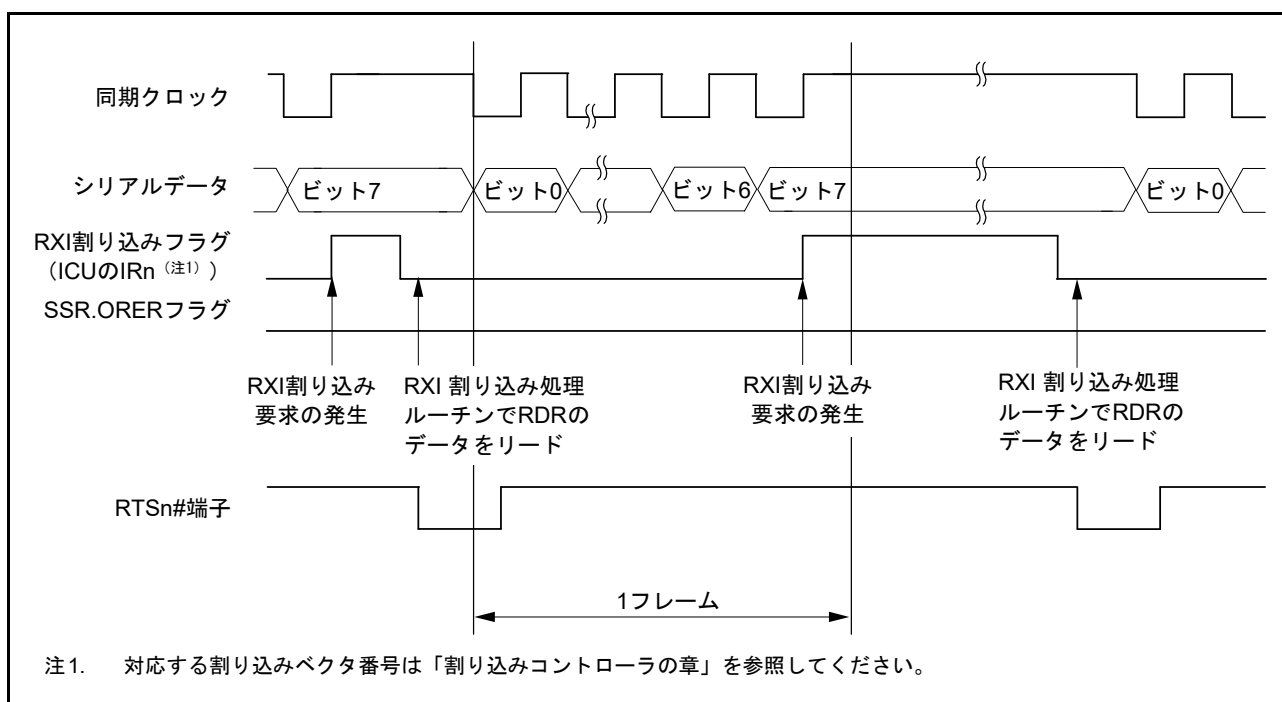 同期クロック
シリアルデータ
ビット7
ビット0
ビット6
ビット7
ビット0
RXI割り込みフラグ
（ICUのIRn（注1））
SSR.ORERフラグ
RXI割り込み
要求の発生
RXI 割り込み処理
ルーチンでRDRの
データをリード
RXI割り込み
要求の発生
RXI 割り込み処理
ルーチンでRDRの
データをリード
RTSn#端子
1フレーム
注1. 対応する割り込みベクタ番号は「割り込みコントローラの章」を参照してください。